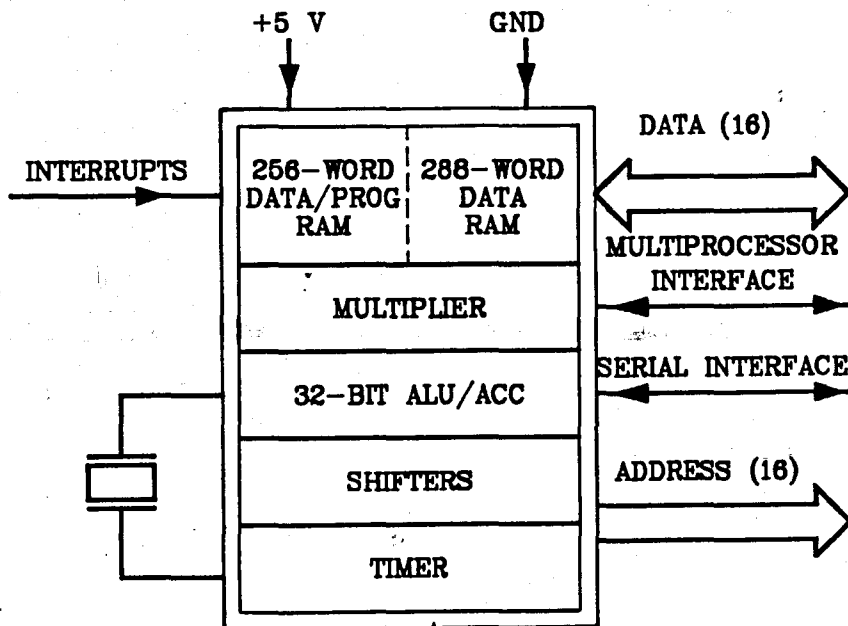 +5 V
GND
DATA (16)
INTERRUPTS
256-WORD
DATA/PROG
RAM
288-WORD
DATA
RAM
MULTIPROCESSOR
INTERFACE
MULTIPLIER
SERIAL INTERFACE
32-BIT ALU/ACC
ADDRESS (16)
SHIFTERS
TIMER